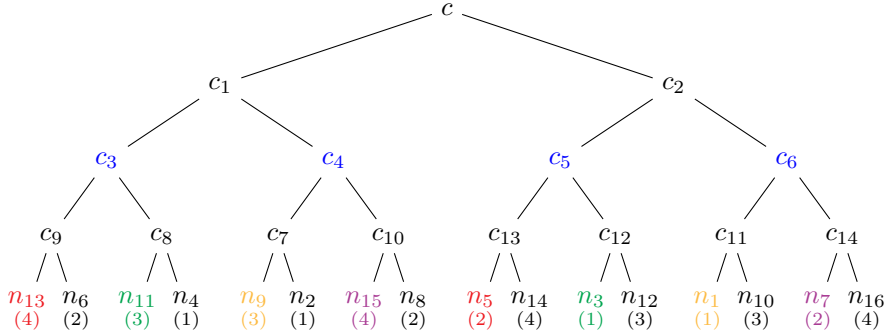 c
c₁ c₂
c₃ c₄ c₅ c₆
c₉ c₈ c₇ c₁₀ c₁₃ c₁₂ c₁₁ c₁₄
n₁₃ n₆ n₁₁ n₄ n₉ n₂ n₁₅ n₈ n₅ n₁₄ n₃ n₁₂ n₁ n₁₀ n₇ n₁₆
(4) (2) (3) (1) (3) (1) (4) (2) (2) (4) (1) (3) (1) (3) (2) (4)